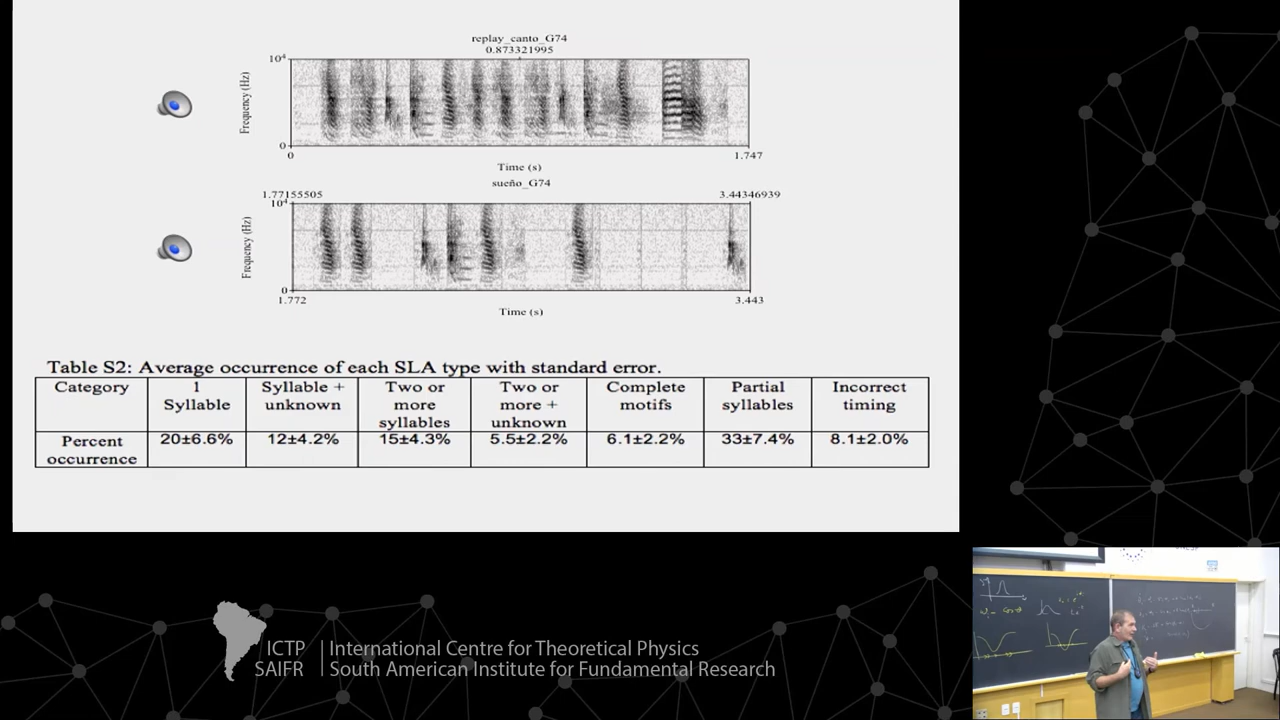 replay_canto_G74
0.873321995
10⁴
Frequency (Hz)
0
0
1.747
Time (s)
sueño_G74
1.77155505
3.44346939
10⁴
Frequency (Hz)
0
1.772
3.443
Time (s)
Table S2: Average occurrence of each SLA type with standard error.
Category
1
Syllable
Syllable +
unknown
Two or
more
syllables
Two or
more +
unknown
Complete
motifs
Partial
syllables
Incorrect
timing
Percent
occurrence
20±6.6%
12±4.2%
15±4.3%
5.5±2.2%
6.1±2.2%
33±7.4%
8.1±2.0%
ICTP
SAIFR
International Centre for Theoretical Physics
South American Institute for Fundamental Research